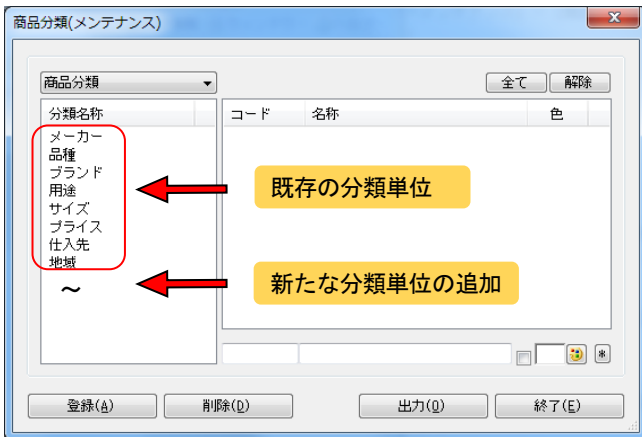 商品分類(メンテナンス)
商品分類
全て
解除
分類名称
コード
名称
色
メーカー
品種
ブランド
用途
サイズ
プライス
仕入先
地域
~
既存の分類単位
新たな分類単位の追加
*
登録(A)
削除(D)
出力(O)
終了(E)